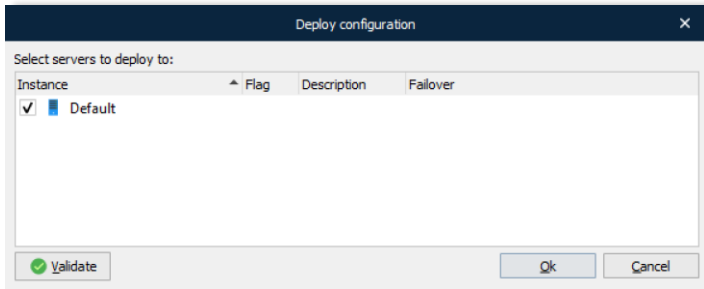 Deploy configuration
Select servers to deploy to:
Instance Flag Description Failover
Default
Validate Ok Cancel